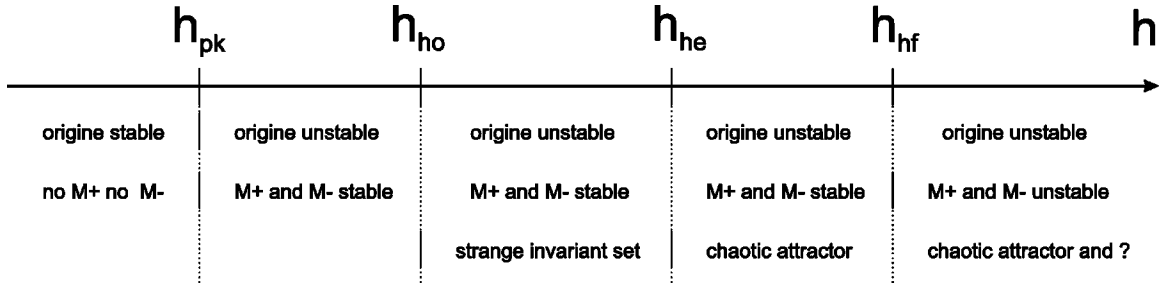 h_pk h_ho h_he h_hf h
origine stable origine unstable origine unstable origine unstable origine unstable
no M+ no M- M+ and M- stable M+ and M- stable M+ and M- stable M+ and M- unstable
strange invariant set chaotic attractor chaotic attractor and ?